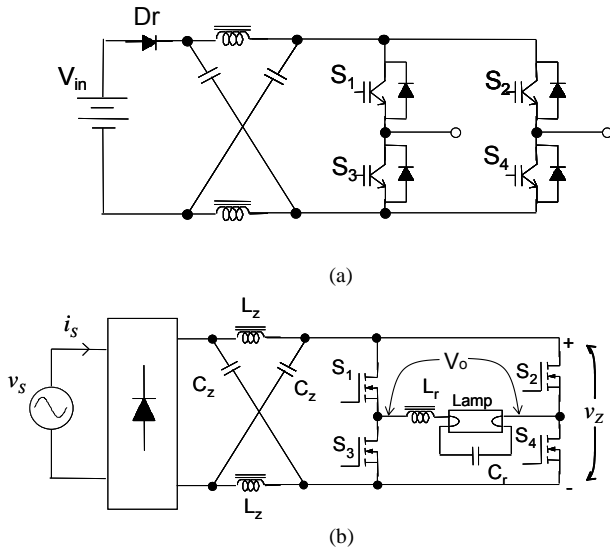 Dr
V_in
S_1
S_2
S_3
S_4
(a)
L_z
i_s
C_z
C_z
v_s
S_1
V_o
S_2
+
L_r
Lamp
v_z
S_3
S_4
C_r
-
L_z
(b)